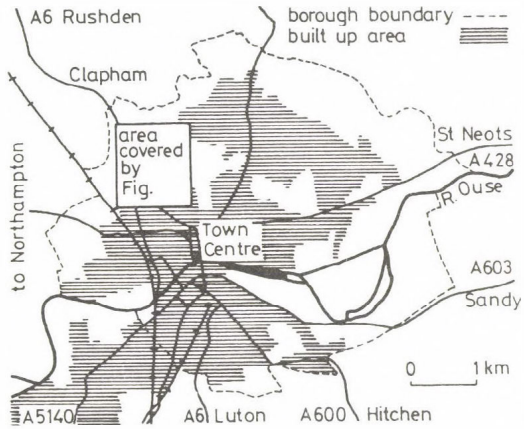 A6 Rushden
borough boundary
built up area
Clapham
area
covered
by
Fig.
St Neots
A428
R. Ouse
to Northampton
Town
Centre
A603
Sandy
0 1 km
A5140
A6 Luton
A600 Hitchen